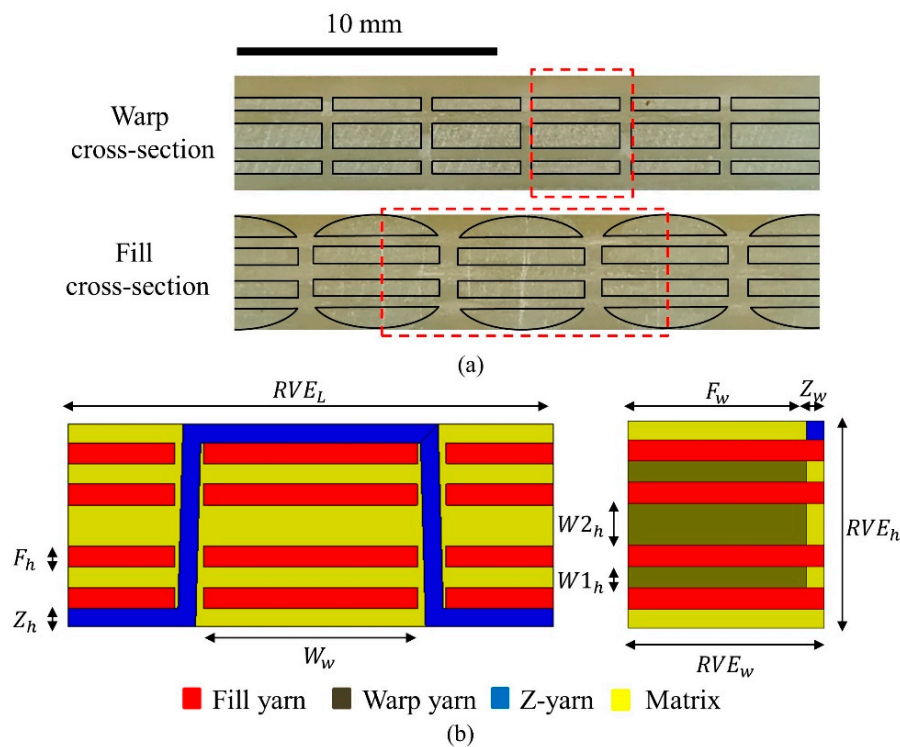 10 mm
Warp
cross-section
Fill
cross-section
(a)
RVE_L
F_w Z_w
F_h
Z_h
W_w
W2_h
W1_h
RVE_h
RVE_w
Fill yarn Warp yarn Z-yarn Matrix
(b)